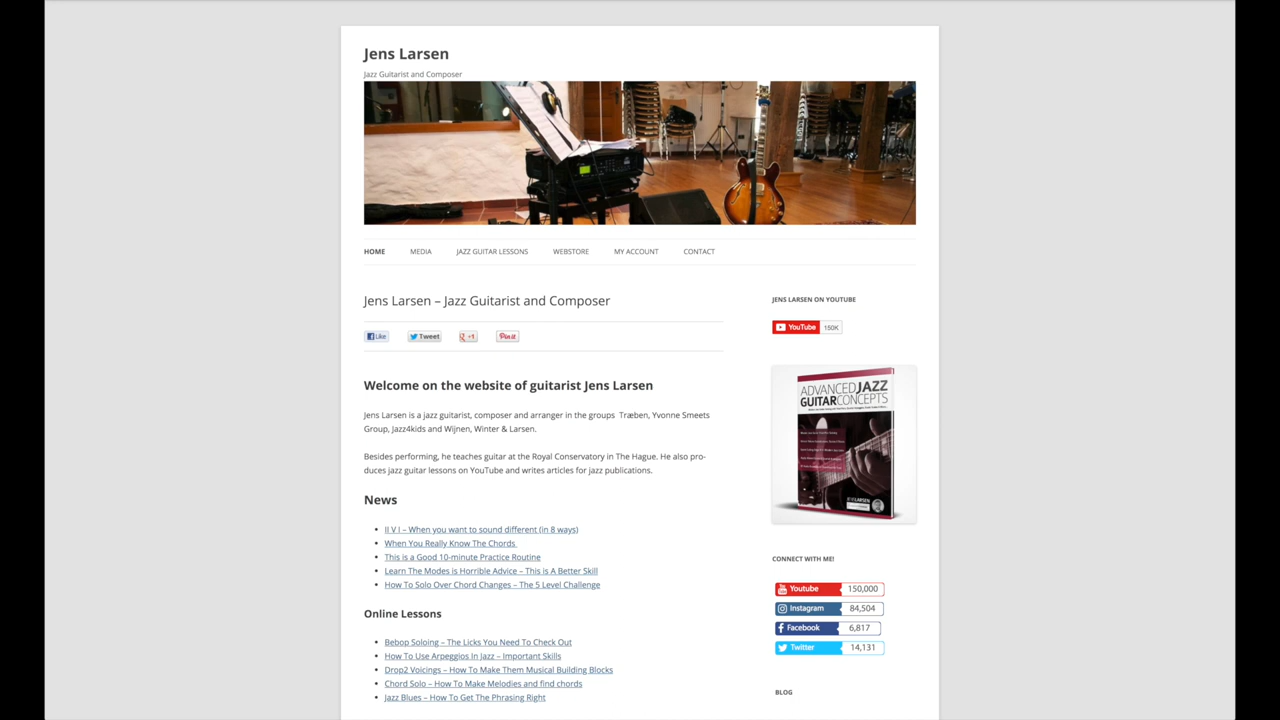 Jens Larsen
Jazz Guitarist and Composer
HOME MEDIA JAZZ GUITAR LESSONS WEBSTORE MY ACCOUNT CONTACT
Jens Larsen – Jazz Guitarist and Composer
Like Tweet +1 Pin it
Welcome on the website of guitarist Jens Larsen
Jens Larsen is a jazz guitarist, composer and arranger in the groups Træben, Yvonne Smeets
Group, Jazz4kids and Wijnen, Winter & Larsen.
Besides performing, he teaches guitar at the Royal Conservatory in The Hague. He also pro-
duces jazz guitar lessons on YouTube and writes articles for jazz publications.
News
II V I – When you want to sound different (in 8 ways)
When You Really Know The Chords
This is a Good 10-minute Practice Routine
Learn The Modes is Horrible Advice – This is A Better Skill
How To Solo Over Chord Changes – The 5 Level Challenge
Online Lessons
Bebop Soloing – The Licks You Need To Check Out
How To Use Arpeggios In Jazz – Important Skills
Drop2 Voicings – How To Make Them Musical Building Blocks
Chord Solo – How To Make Melodies and find chords
Jazz Blues – How To Get The Phrasing Right
JENS LARSEN ON YOUTUBE
YouTube 150K
ADVANCED JAZZ
GUITAR CONCEPTS
JENS LARSEN
CONNECT WITH ME!
Youtube 150,000
Instagram 84,504
Facebook 6,817
Twitter 14,131
BLOG